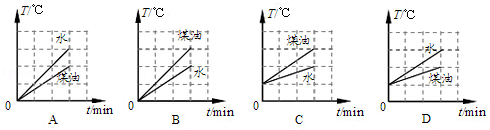 T/℃ T/℃ T/℃ T/℃
水 煤油 煤油 水
煤油 水 水 煤油
0 t/min 0 t/min 0 t/min 0 t/min
A B C D